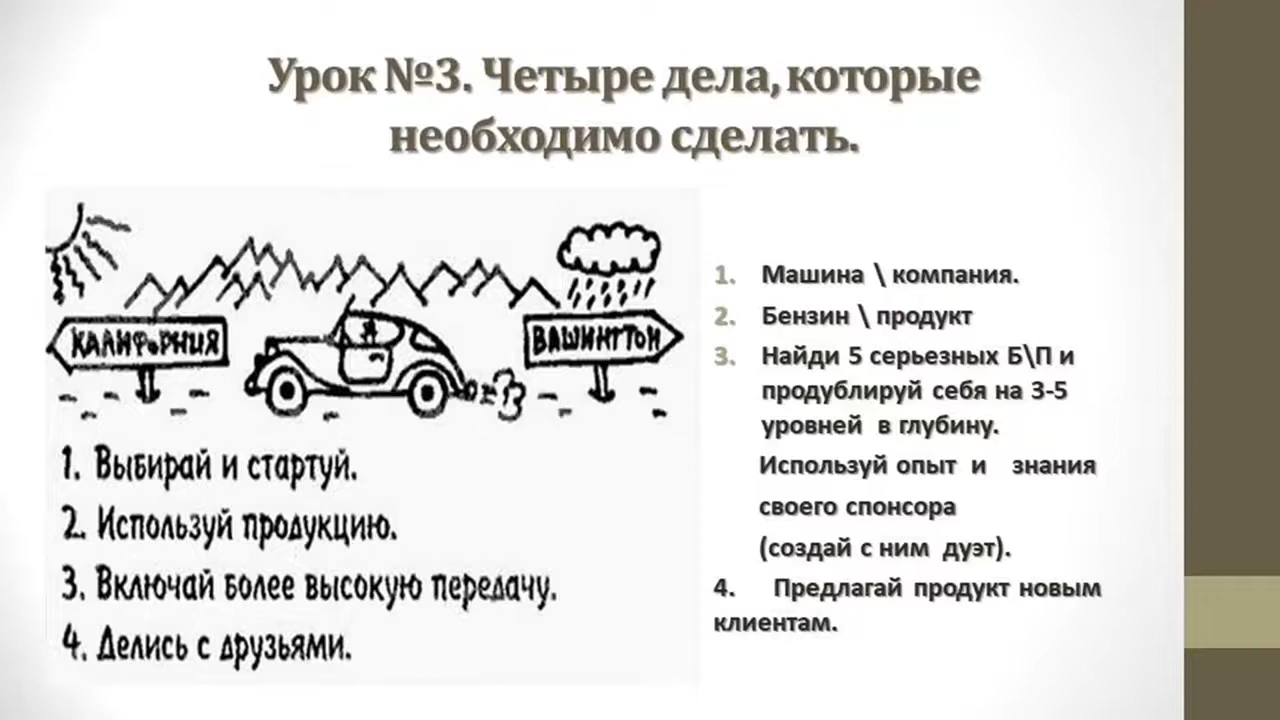 Урок №3. Четыре дела, которые
необходимо сделать.
КАЛИФОРНИЯ
ВАШИНГТОН
1. Выбирай и стартуй.
2. Используй продукцию.
3. Включай более высокую передачу.
4. Делись с друзьями.
1. Машина \ компания.
2. Бензин \ продукт
3. Найди 5 серьезных Б\П и
продублируй себя на 3-5
уровней в глубину.
Используй опыт и знания
своего спонсора
(создай с ним дуэт).
4. Предлагай продукт новым
клиентам.